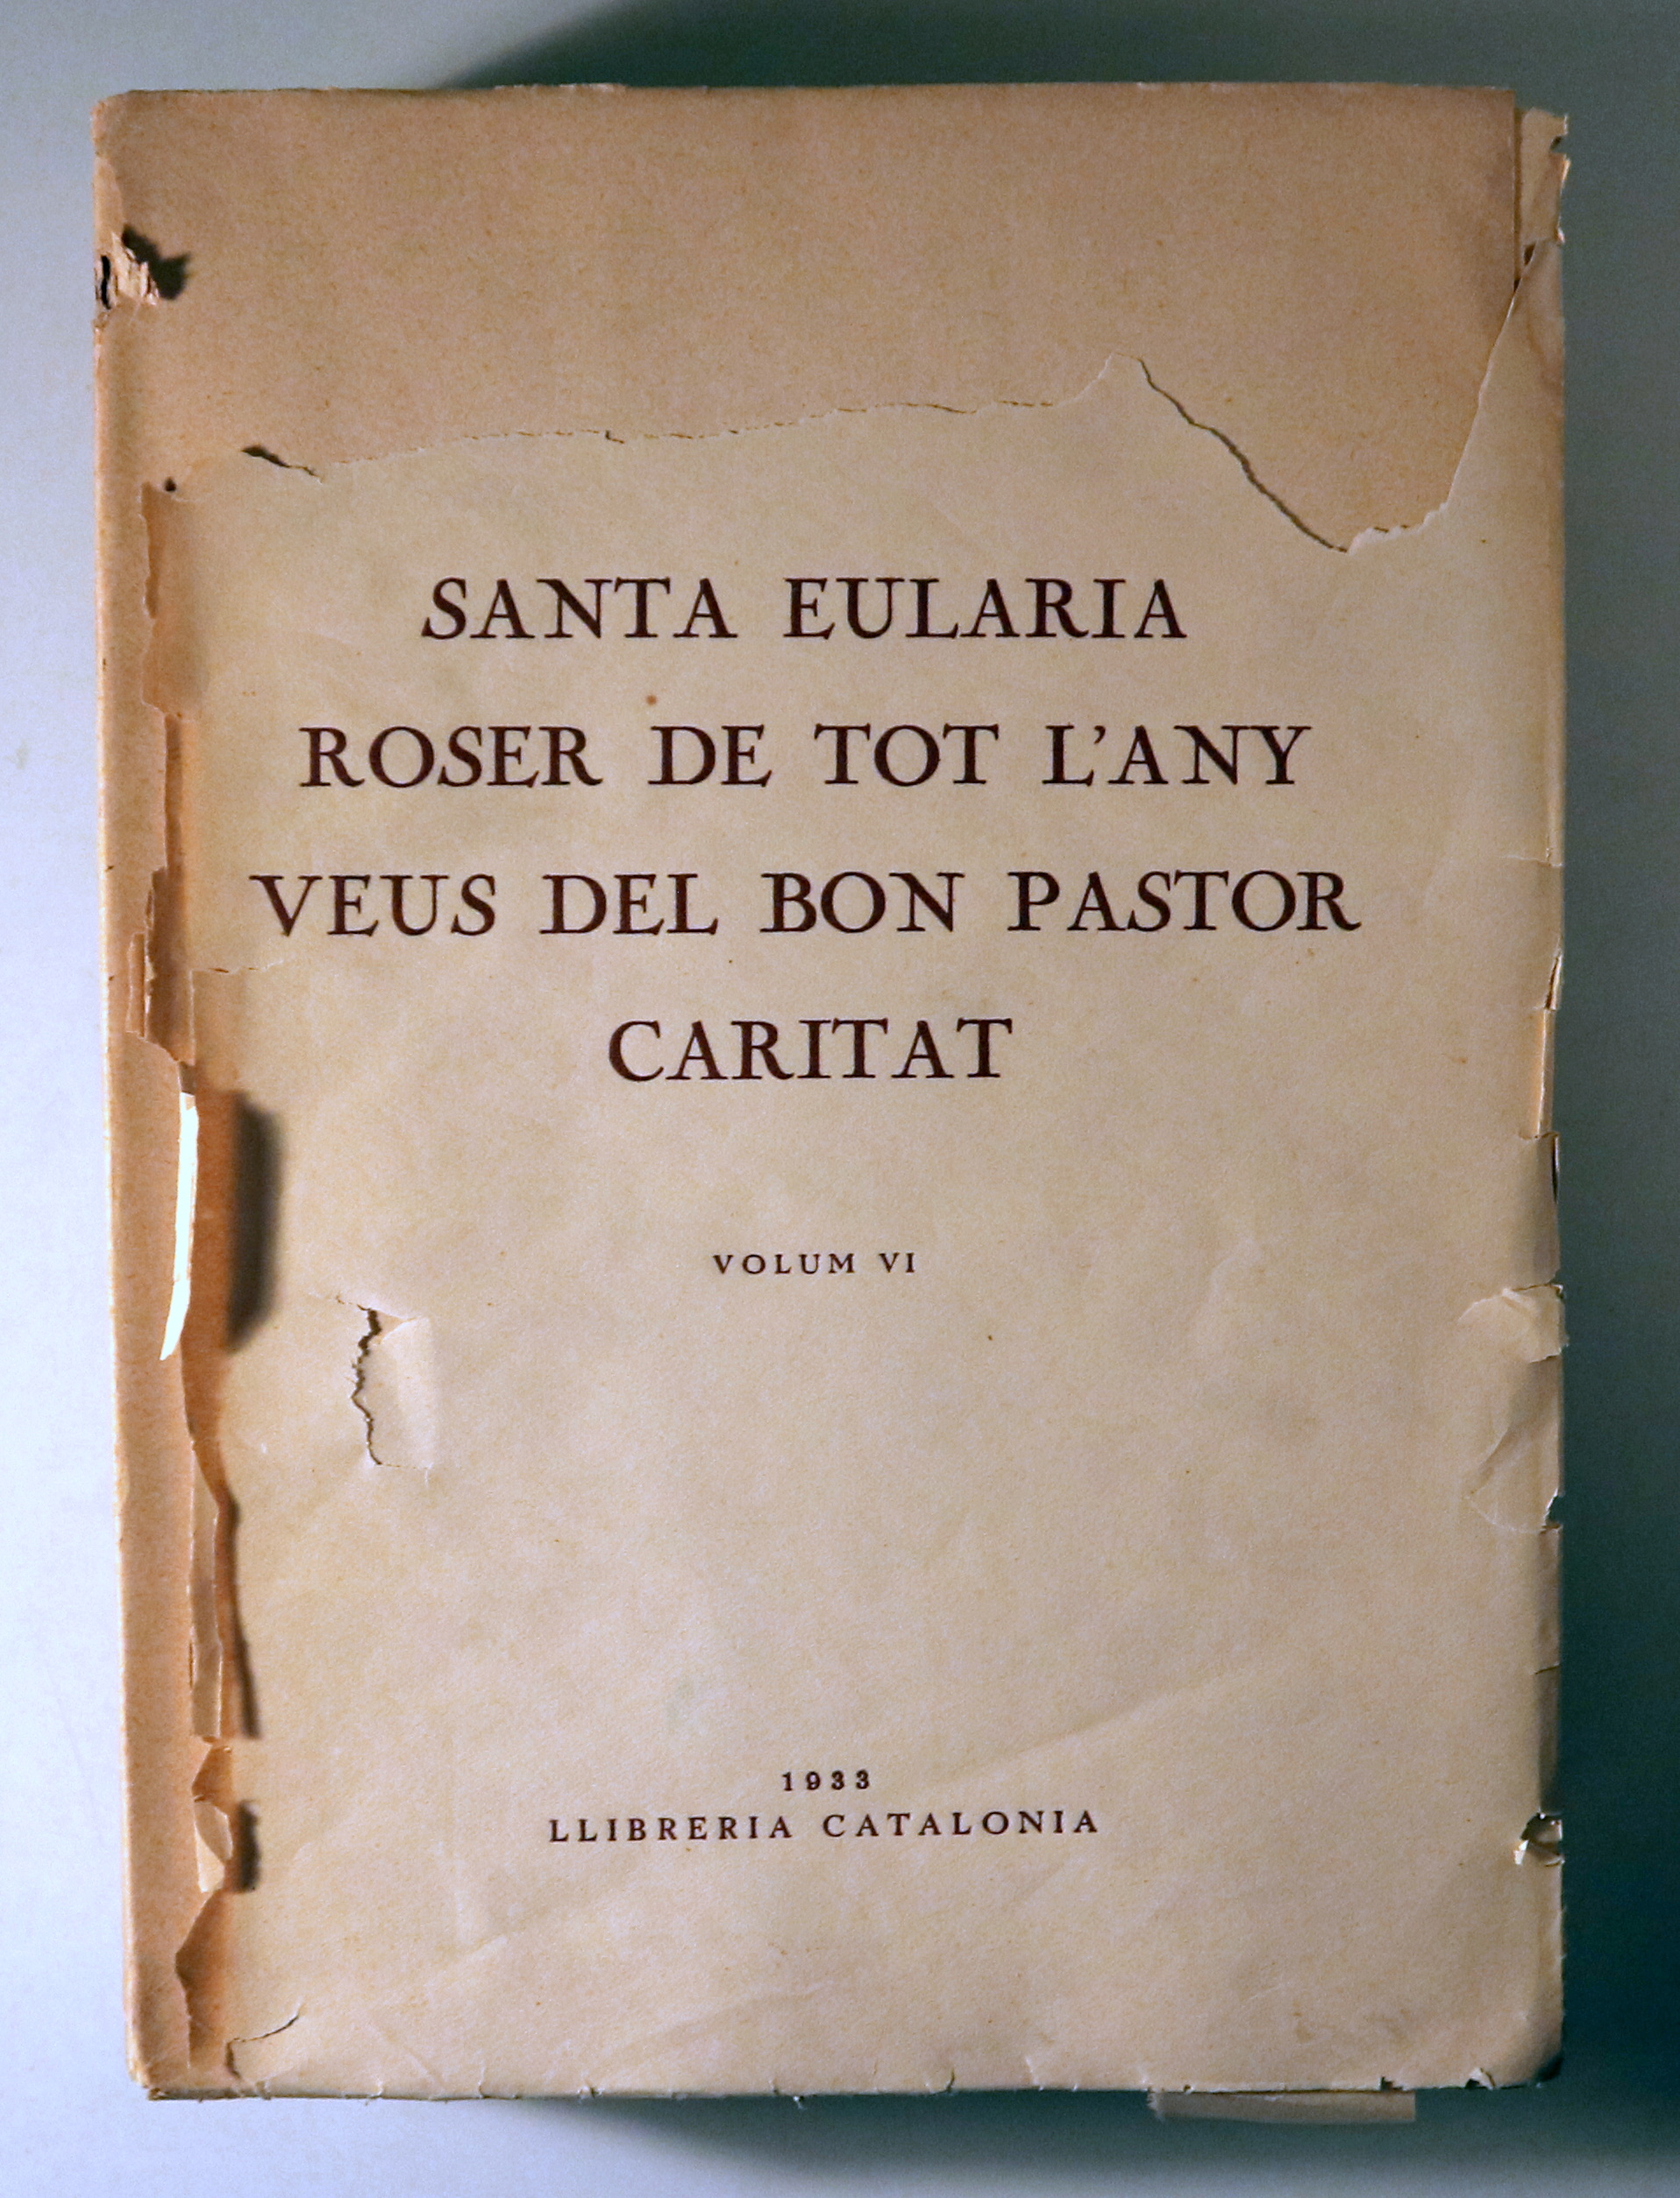 SANTA EULARIA
ROSER DE TOT L'ANY
VEUS DEL BON PASTOR
CARITAT
VOLUM VI
1933
LLIBRERIA CATALONIA